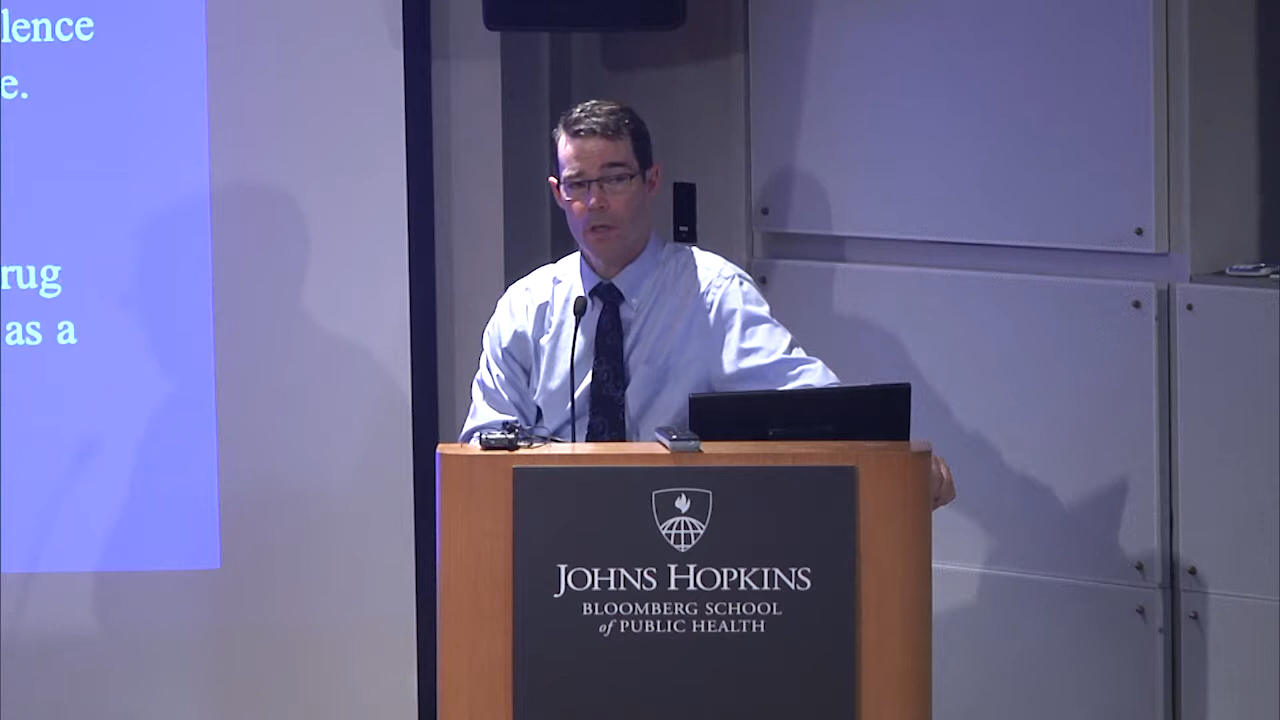 lence
e.
rug
as a
JOHNS HOPKINS
BLOOMBERG SCHOOL
of PUBLIC HEALTH